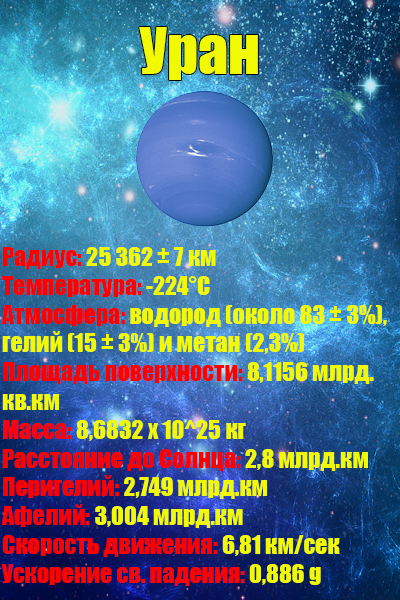 Уран
Радиус: 25 362 ± 7 км
Температура: -224°C
Атмосфера: водород (около 83 ± 3%),
гелий (15 ± 3%) и метан (2,3%)
Площадь поверхности: 8,1156 млрд.
кв.км
Масса: 8,6832 x 10^25 кг
Расстояние до Солнца: 2,8 млрд.км
Перигелий: 2,749 млрд.км
Афелий: 3,004 млрд.км
Скорость движения: 6,81 км/сек
Ускорение св. падения: 0,886 g